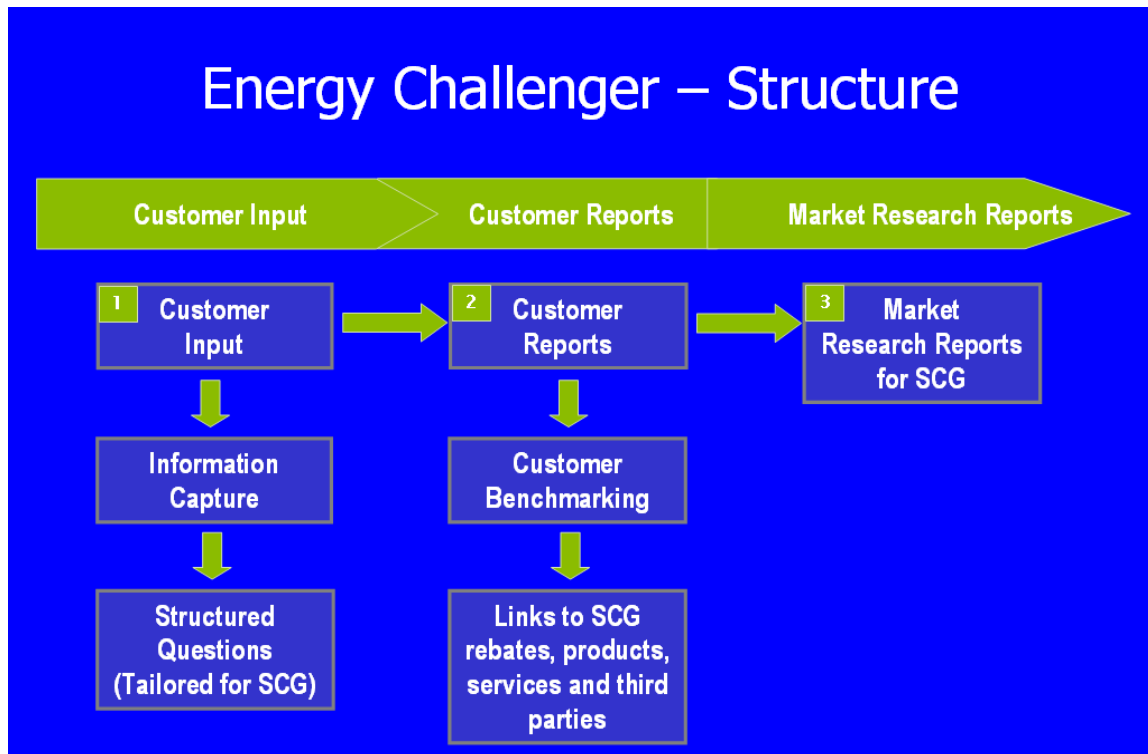 Energy Challenger – Structure
Customer Input
Customer Reports
Market Research Reports
1
Customer
Input
2
Customer
Reports
3
Market
Research Reports
for SCG
Information
Capture
Customer
Benchmarking
Structured
Questions
(Tailored for SCG)
Links to SCG
rebates, products,
services and third
parties